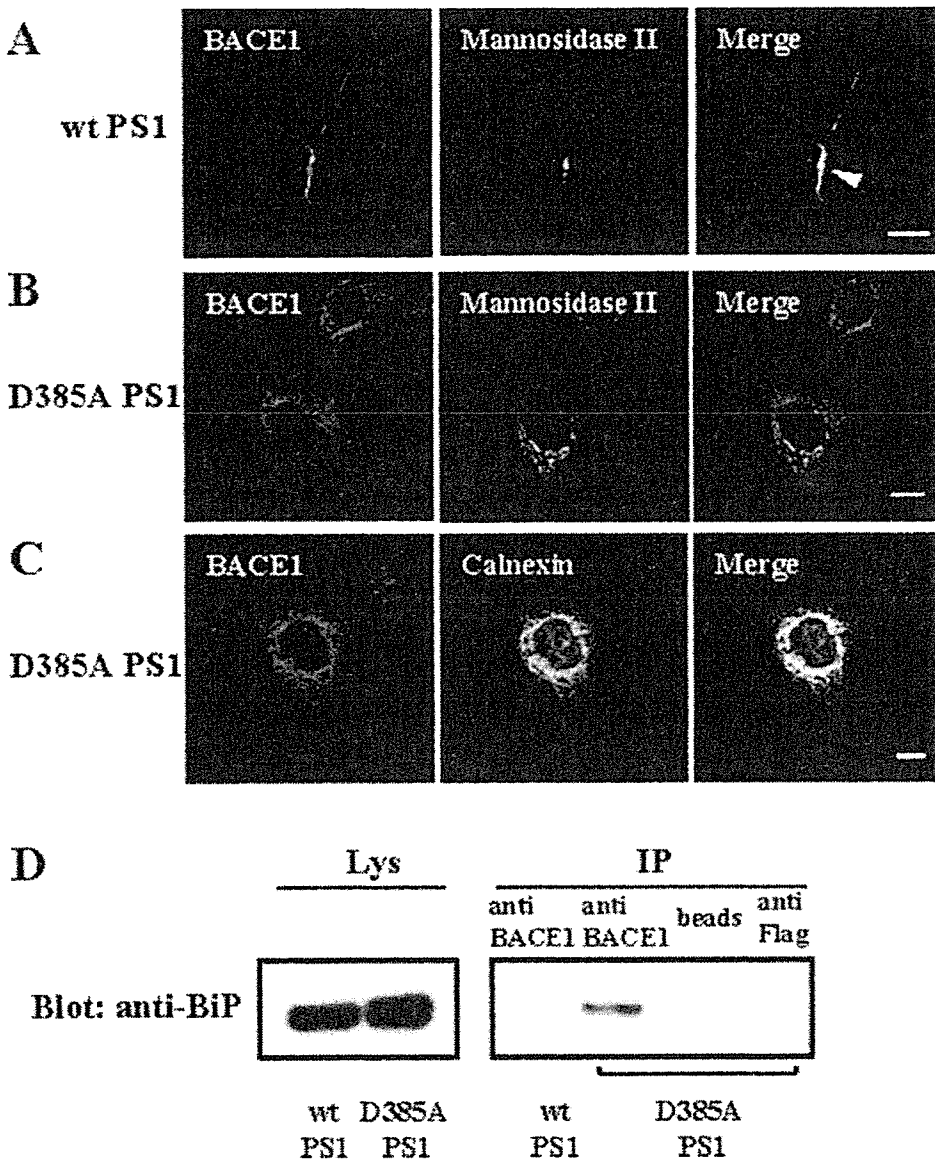 A
BACE1 Mannosidase II Merge
wt PS1
B
BACE1 Mannosidase II Merge
D385A PS1
C
BACE1 Calnexin Merge
D385A PS1
D
Lys IP
anti BACE1 anti BACE1 beads anti Flag
Blot: anti-BiP
wt D385A wt D385A
PS1 PS1 PS1 PS1